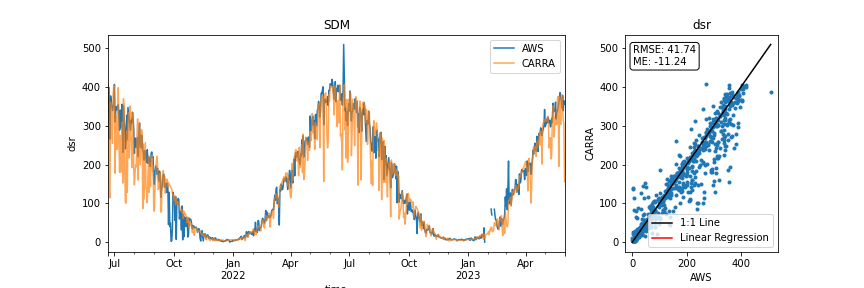 SDM
dsr
500
400
300
200
100
0
dsr
AWS
CARRA
Jul
Oct
Jan
2022
Apr
Jul
Oct
Jan
2023
Apr
time
dsr
RMSE: 41.74
ME: -11.24
500
400
300
200
100
0
CARRA
1:1 Line
Linear Regression
0
200
400
AWS